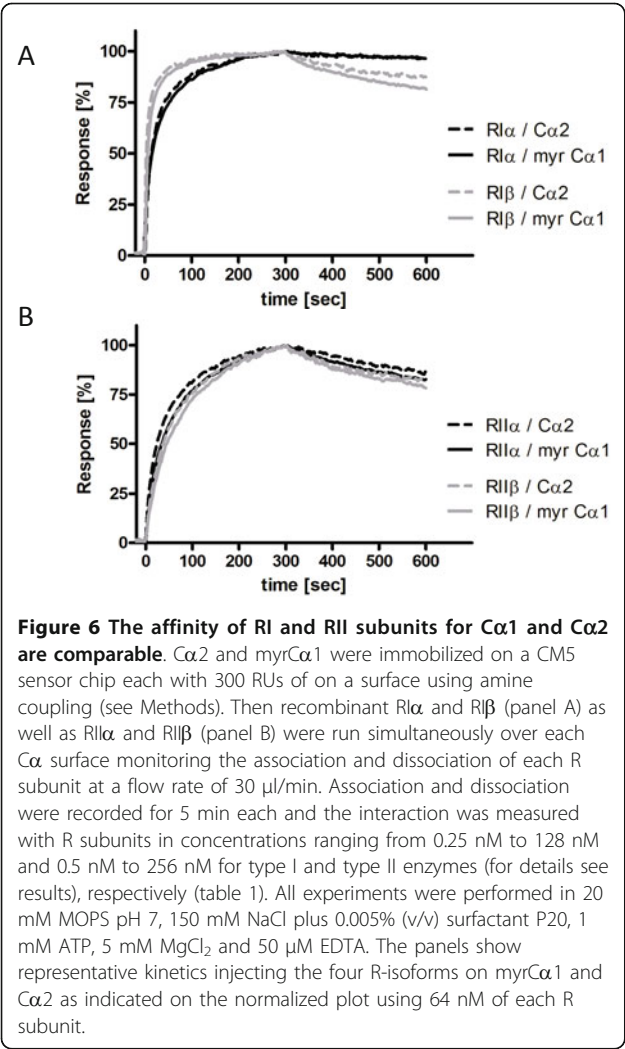 A
Response [%]
100
75
50
25
0
0 100 200 300 400 500 600
time [sec]
RIα / Cα2
RIα / myr Cα1
RIβ / Cα2
RIβ / myr Cα1
B
Response [%]
100
75
50
25
0
0 100 200 300 400 500 600
time [sec]
RIIα / Cα2
RIIα / myr Cα1
RIIβ / Cα2
RIIβ / myr Cα1
Figure 6 The affinity of RI and RII subunits for Cα1 and Cα2
are comparable. Cα2 and myrCα1 were immobilized on a CM5
sensor chip each with 300 RUs of on a surface using amine
coupling (see Methods). Then recombinant RIα and RIβ (panel A) as
well as RIIα and RIIβ (panel B) were run simultaneously over each
Cα surface monitoring the association and dissociation of each R
subunit at a flow rate of 30 μl/min. Association and dissociation
were recorded for 5 min each and the interaction was measured
with R subunits in concentrations ranging from 0.25 nM to 128 nM
and 0.5 nM to 256 nM for type I and type II enzymes (for details see
results), respectively (table 1). All experiments were performed in 20
mM MOPS pH 7, 150 mM NaCl plus 0.005% (v/v) surfactant P20, 1
mM ATP, 5 mM MgCl₂ and 50 μM EDTA. The panels show
representative kinetics injecting the four R-isoforms on myrCα1 and
Cα2 as indicated on the normalized plot using 64 nM of each R
subunit.